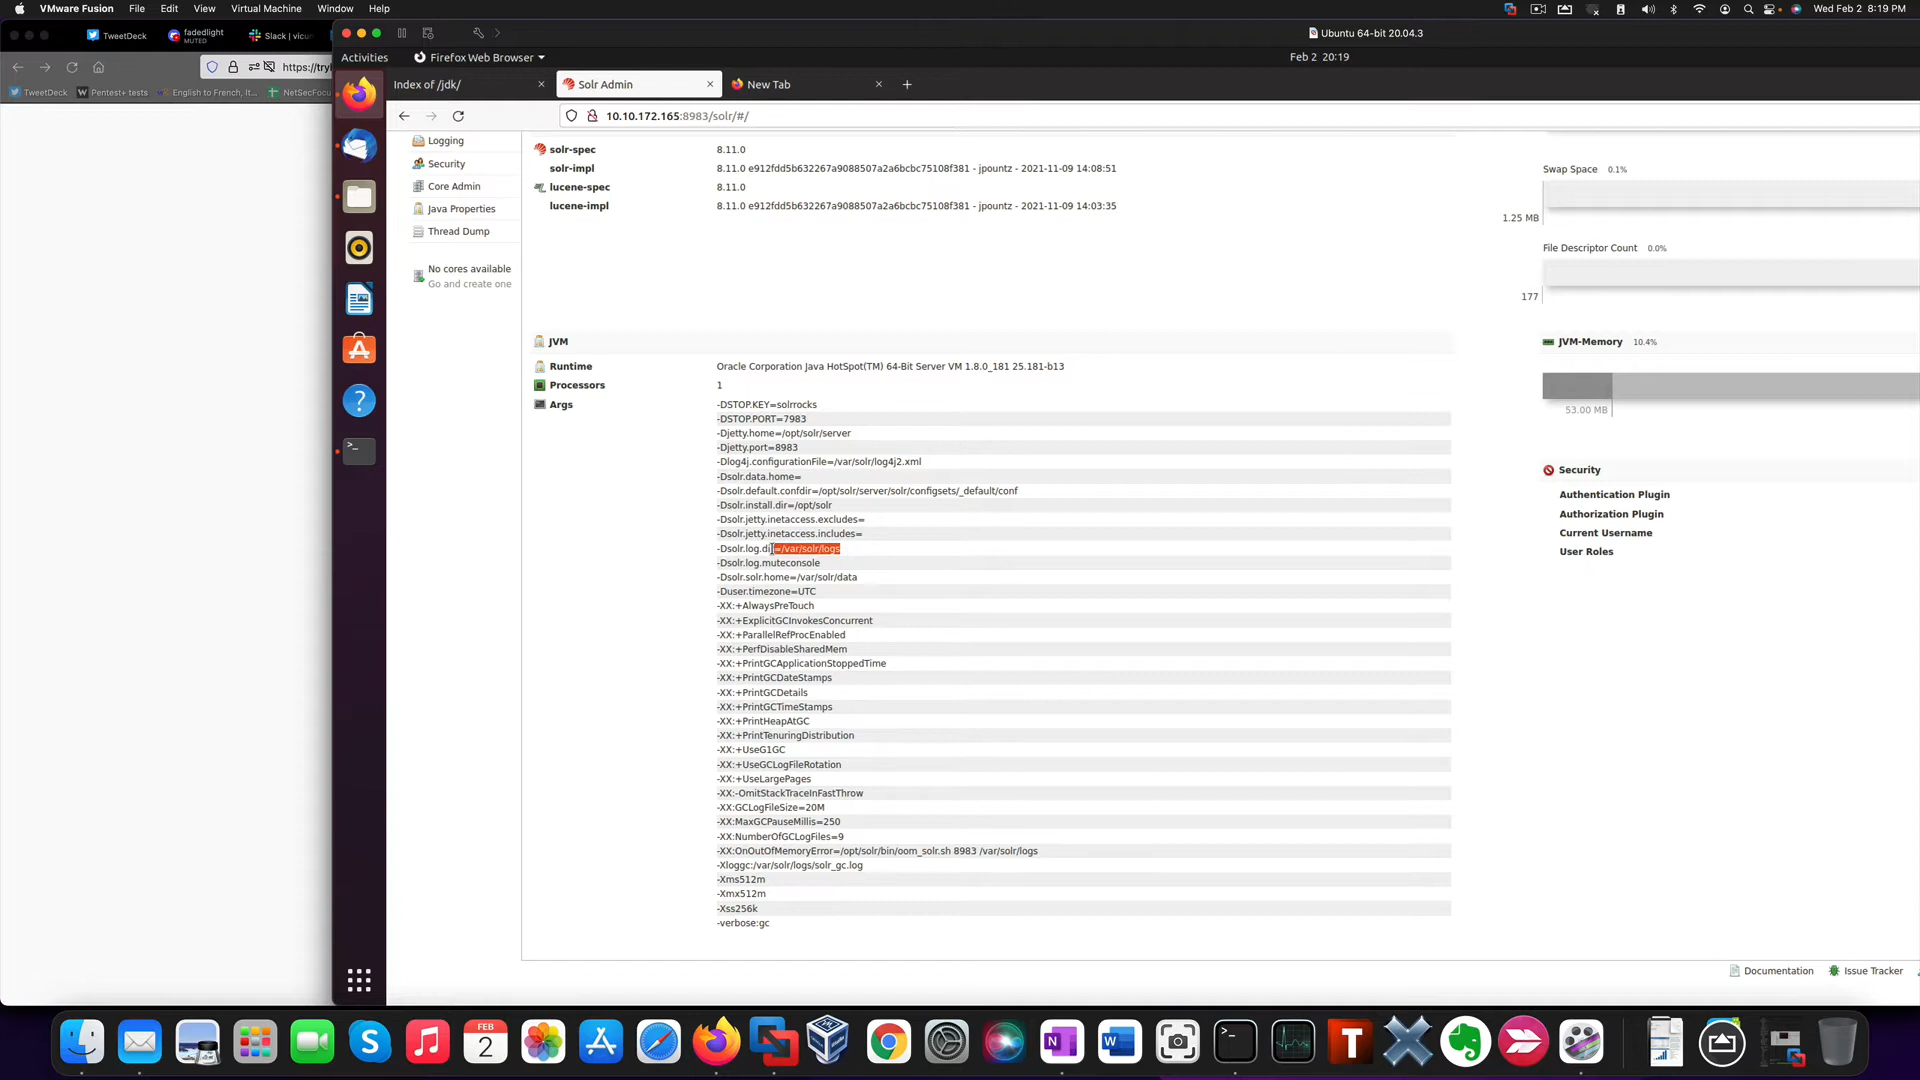 VMware Fusion File Edit View Virtual Machine Window Help Wed Feb 2 8:19 PM
TweetDeck fadedlight MUTED Slack | vicun
Ubuntu 64-bit 20.04.3
Activities Firefox Web Browser Feb 2 20:19
https://tryh
TweetDeck Pentest+ tests English to French, It... NetSecFocus
Index of /jdk/ Solr Admin New Tab
10.10.172.165:8983/solr/#/
Logging
Security
Core Admin
Java Properties
Thread Dump
No cores available
Go and create one
solr-spec 8.11.0
solr-impl 8.11.0 e912fdd5b632267a9088507a2a6bcbc75108f381 - jpountz - 2021-11-09 14:08:51
lucene-spec 8.11.0
lucene-impl 8.11.0 e912fdd5b632267a9088507a2a6bcbc75108f381 - jpountz - 2021-11-09 14:03:35
Swap Space 0.1%
1.25 MB
File Descriptor Count 0.0%
177
JVM
Runtime Oracle Corporation Java HotSpot(TM) 64-Bit Server VM 1.8.0_181 25.181-b13
Processors 1
Args -DSTOP.KEY=solrrocks
-DSTOP.PORT=7983
-Djetty.home=/opt/solr/server
-Djetty.port=8983
-Dlog4j.configurationFile=/var/solr/log4j2.xml
-Dsolr.data.home=
-Dsolr.default.confdir=/opt/solr/server/solr/configsets/_default/conf
-Dsolr.install.dir=/opt/solr
-Dsolr.jetty.inetaccess.excludes=
-Dsolr.jetty.inetaccess.includes=
-Dsolr.log.dir=/var/solr/logs
-Dsolr.log.muteconsole
-Dsolr.solr.home=/var/solr/data
-Duser.timezone=UTC
-XX:+AlwaysPreTouch
-XX:+ExplicitGCInvokesConcurrent
-XX:+ParallelRefProcEnabled
-XX:+PerfDisableSharedMem
-XX:+PrintGCApplicationStoppedTime
-XX:+PrintGCDateStamps
-XX:+PrintGCDetails
-XX:+PrintGCTimeStamps
-XX:+PrintHeapAtGC
-XX:+PrintTenuringDistribution
-XX:+UseG1GC
-XX:+UseGCLogFileRotation
-XX:+UseLargePages
-XX:-OmitStackTraceInFastThrow
-XX:GCLogFileSize=20M
-XX:MaxGCPauseMillis=250
-XX:NumberOfGCLogFiles=9
-XX:OnOutOfMemoryError=/opt/solr/bin/oom_solr.sh 8983 /var/solr/logs
-Xloggc:/var/solr/logs/solr_gc.log
-Xms512m
-Xmx512m
-Xss256k
-verbose:gc
JVM-Memory 10.4%
53.00 MB
Security
Authentication Plugin
Authorization Plugin
Current Username
User Roles
Documentation Issue Tracker
FEB
2